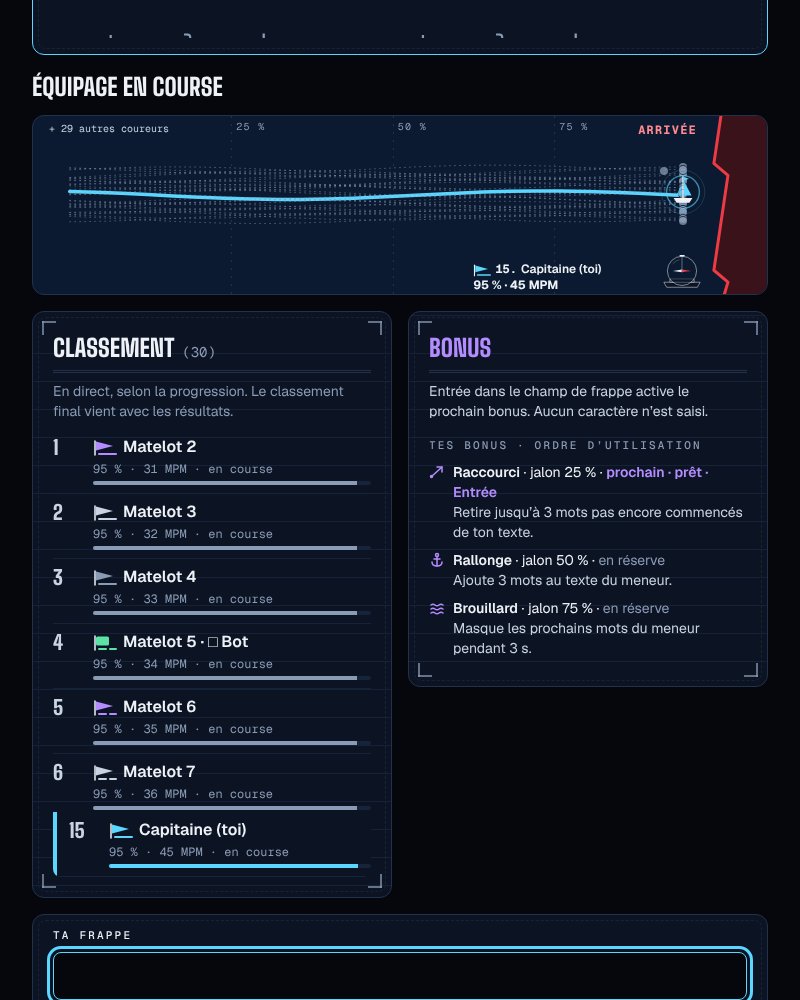 ÉQUIPAGE EN COURSE
+ 29 autres coureurs
25 %
50 %
75 %
ARRIVÉE
15. Capitaine (toi)
95 % · 45 MPM
CLASSEMENT (30)
En direct, selon la progression. Le classement
final vient avec les résultats.
1 Matelot 2
95 % · 31 MPM · en course
2 Matelot 3
95 % · 32 MPM · en course
3 Matelot 4
95 % · 33 MPM · en course
4 Matelot 5 · □ Bot
95 % · 34 MPM · en course
5 Matelot 6
95 % · 35 MPM · en course
6 Matelot 7
95 % · 36 MPM · en course
15 Capitaine (toi)
95 % · 45 MPM · en course
BONUS
Entrée dans le champ de frappe active le
prochain bonus. Aucun caractère n’est saisi.
TES BONUS · ORDRE D'UTILISATION
Raccourci · jalon 25 % · prochain · prêt ·
Entrée
Retire jusqu’à 3 mots pas encore commencés
de ton texte.
Rallonge · jalon 50 % · en réserve
Ajoute 3 mots au texte du meneur.
Brouillard · jalon 75 % · en réserve
Masque les prochains mots du meneur
pendant 3 s.
TA FRAPPE